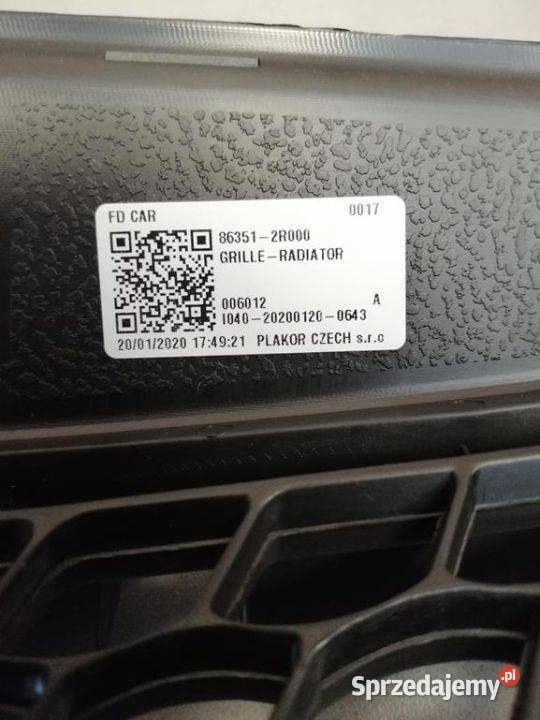 FD CAR 0017
86351-2R000
GRILLE-RADIATOR
006012 A
I040-20200120-0643
20/01/2020 17:49:21 PLAKOR CZECH s.r.o
Sprzedajemy.pl